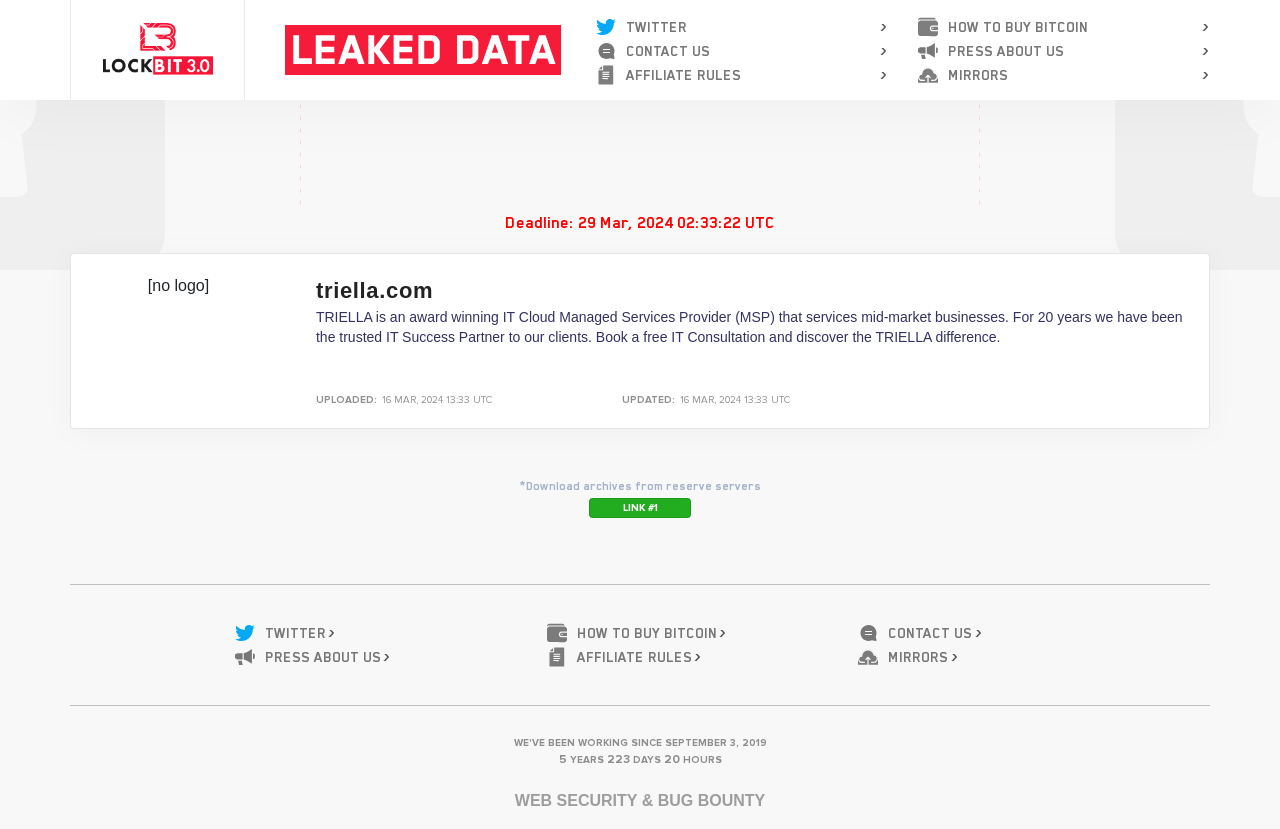 LOCKBIT 3.0
LEAKED DATA
TWITTER
CONTACT US
AFFILIATE RULES
HOW TO BUY BITCOIN
PRESS ABOUT US
MIRRORS
Deadline: 29 Mar, 2024 02:33:22 UTC
[no logo]
triella.com
TRIELLA is an award winning IT Cloud Managed Services Provider (MSP) that services mid-market businesses. For 20 years we have been
the trusted IT Success Partner to our clients. Book a free IT Consultation and discover the TRIELLA difference.
UPLOADED: 16 MAR, 2024 13:33 UTC
UPDATED: 16 MAR, 2024 13:33 UTC
*Download archives from reserve servers
LINK #1
TWITTER
HOW TO BUY BITCOIN
CONTACT US
PRESS ABOUT US
AFFILIATE RULES
MIRRORS
WE'VE BEEN WORKING SINCE SEPTEMBER 3, 2019
5 YEARS 223 DAYS 20 HOURS
WEB SECURITY & BUG BOUNTY